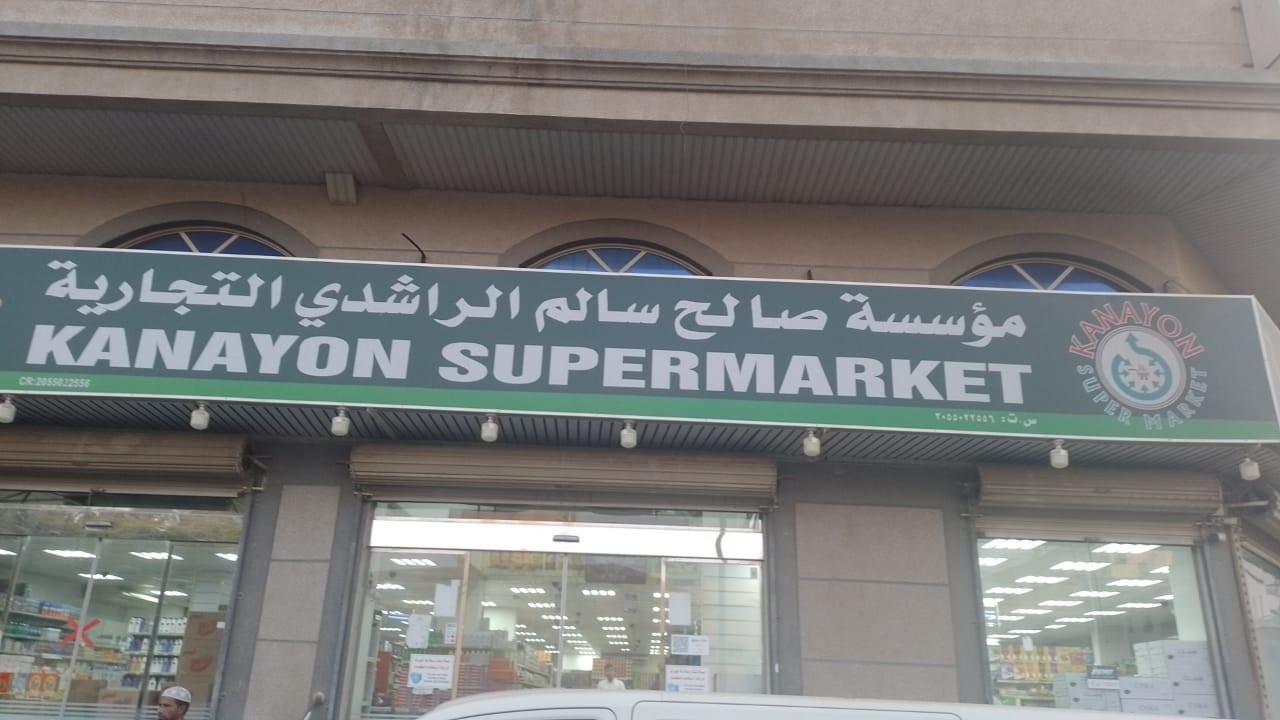 مؤسسة صالح سالم الراشدي التجارية
KANAYON SUPERMARKET
CR:2055022556
س.ت: ٢٠٥٥٠٢٢٥٥٦
KANAYON
SUPER MARKET